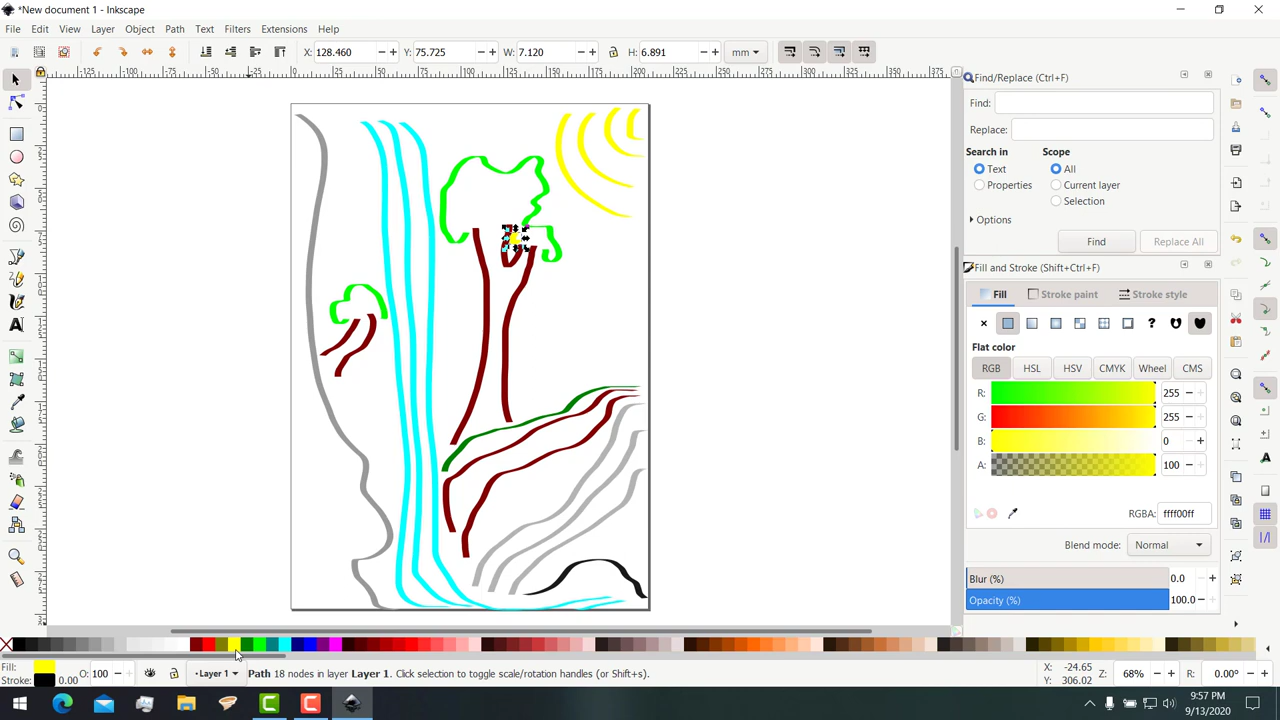 *New document 1 - Inkscape
File Edit View Layer Object Path Text Filters Extensions Help
X: 128.460 − + Y: 75.725 − + W: 7.120 − + H: 6.891 − + mm
Find/Replace (Ctrl+F)
Find:
Replace:
Search in Scope
Text All
Properties Current layer
Selection
Options
Find Replace All
Fill and Stroke (Shift+Ctrl+F)
Fill Stroke paint Stroke style
?
Flat color
RGB HSL HSV CMYK Wheel CMS
R: 255 − +
G: 255 − +
B: 0 − +
A: 100 − +
RGBA: ffff00ff
Blend mode: Normal
Blur (%) 0.0 − +
Opacity (%) 100.0 − +
Fill:
Stroke: 0.00 O: 100 − + Layer 1 Path 18 nodes in layer Layer 1. Click selection to toggle scale/rotation handles (or Shift+s). X: -24.65 Y: 306.02 Z: 68% − + R: 0.00° − +
9:57 PM
9/13/2020